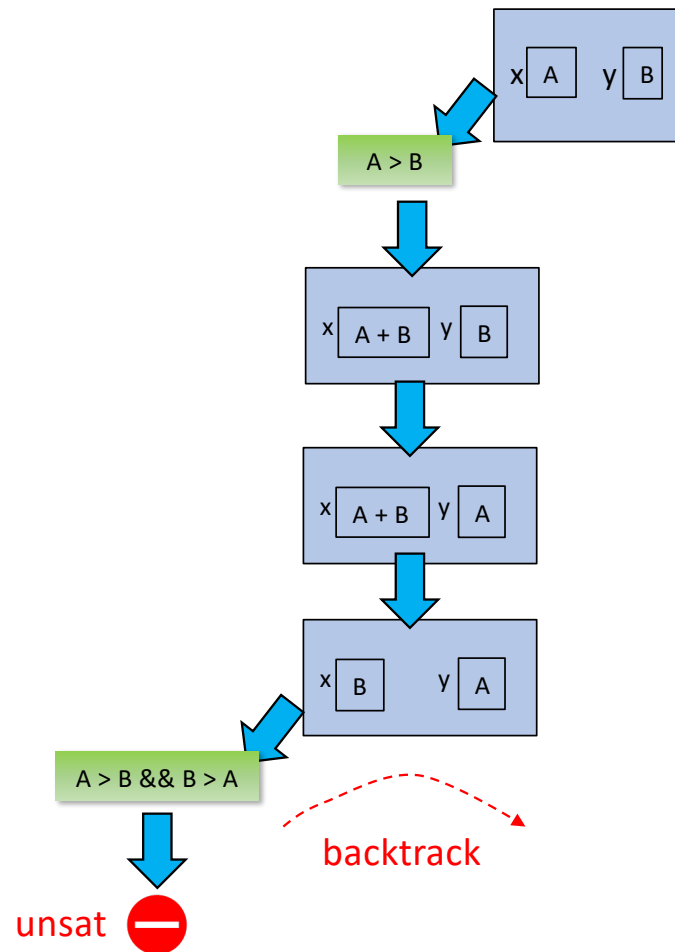 x A y B
A > B
x A + B y B
x A + B y A
x B y A
A > B && B > A
backtrack
unsat